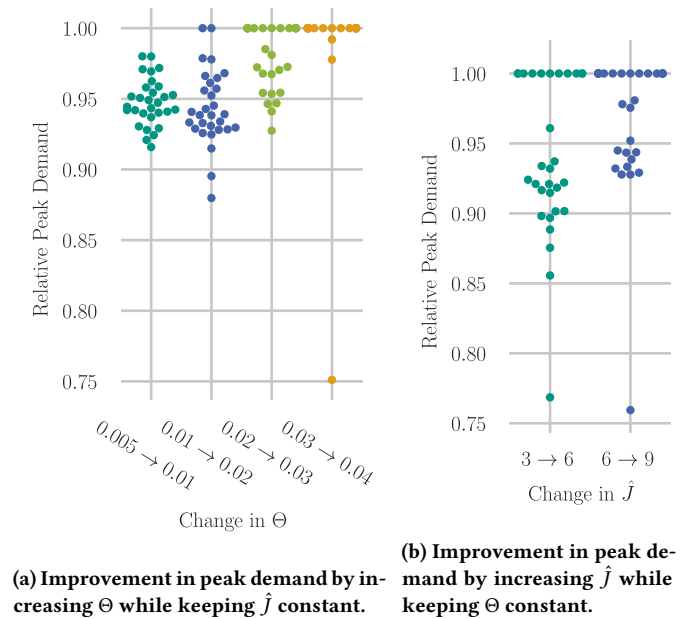 Relative Peak Demand
1.00
0.95
0.90
0.85
0.80
0.75
0.005 → 0.01
0.01 → 0.02
0.02 → 0.03
0.03 → 0.04
Change in Θ
(a) Improvement in peak demand by in-
creasing Θ while keeping Ĵ constant.
Relative Peak Demand
1.00
0.95
0.90
0.85
0.80
0.75
3 → 6
6 → 9
Change in Ĵ
(b) Improvement in peak de-
mand by increasing Ĵ while
keeping Θ constant.